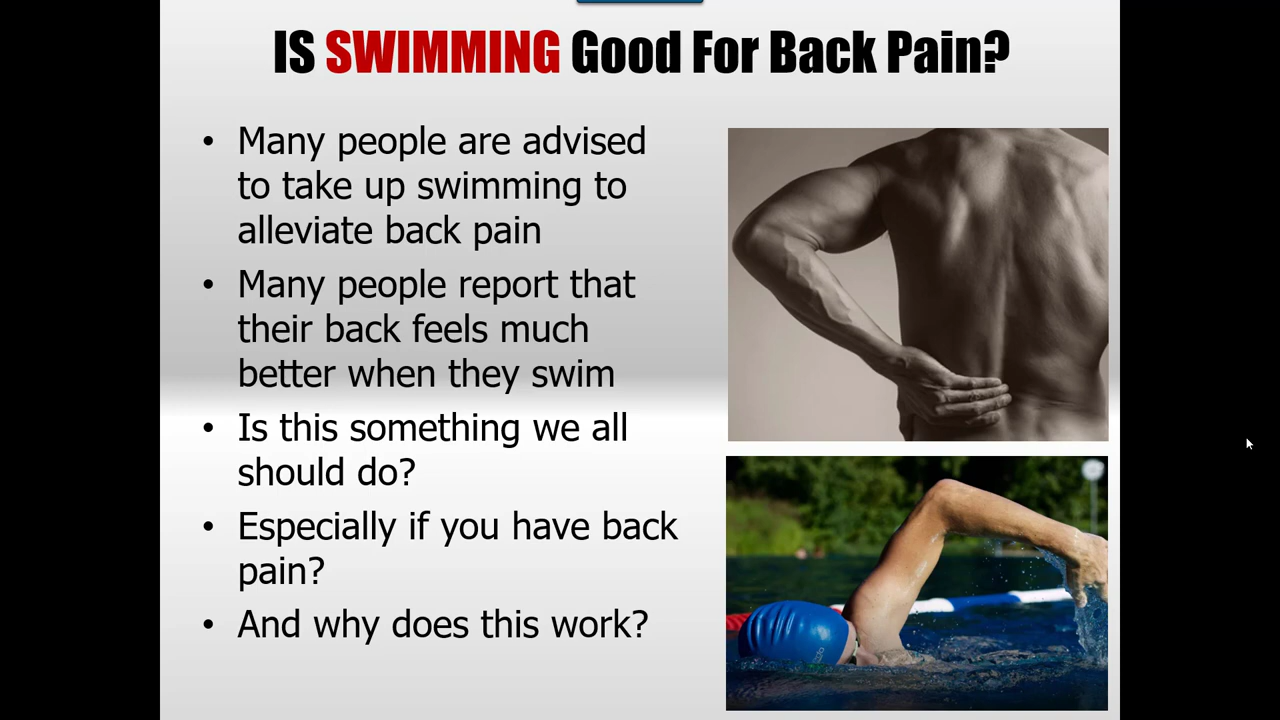 IS SWIMMING Good For Back Pain?
• Many people are advised
to take up swimming to
alleviate back pain
• Many people report that
their back feels much
better when they swim
• Is this something we all
should do?
• Especially if you have back
pain?
• And why does this work?